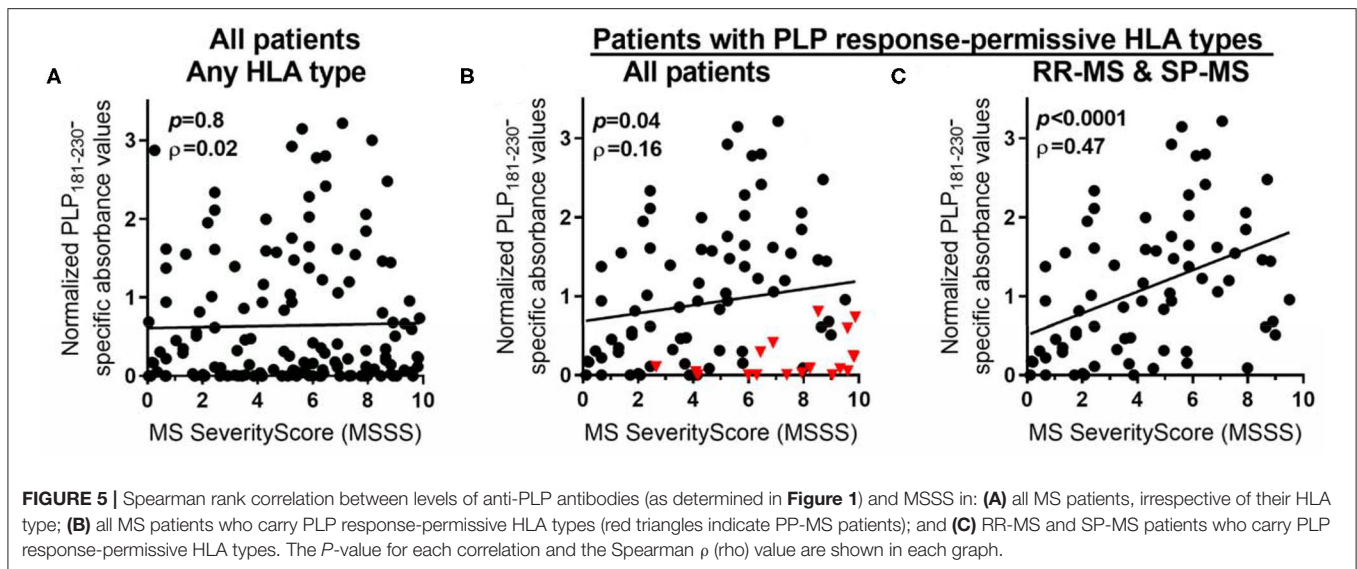 All patients
Any HLA type
Patients with PLP response-permissive HLA types
All patients
RR-MS & SP-MS
A
p=0.8
ρ=0.02
Normalized PLP181-230-
specific absorbance values
3
2
1
0
0 2 4 6 8 10
MS SeverityScore (MSSS)
B
p=0.04
ρ=0.16
Normalized PLP181-230-
specific absorbance values
3
2
1
0
0 2 4 6 8 10
MS SeverityScore (MSSS)
C
p<0.0001
ρ=0.47
Normalized PLP181-230-
specific absorbance values
3
2
1
0
0 2 4 6 8 10
MS SeverityScore (MSSS)
FIGURE 5 | Spearman rank correlation between levels of anti-PLP antibodies (as determined in Figure 1) and MSSS in: (A) all MS patients, irrespective of their HLA
type; (B) all MS patients who carry PLP response-permissive HLA types (red triangles indicate PP-MS patients); and (C) RR-MS and SP-MS patients who carry PLP
response-permissive HLA types. The P-value for each correlation and the Spearman ρ (rho) value are shown in each graph.